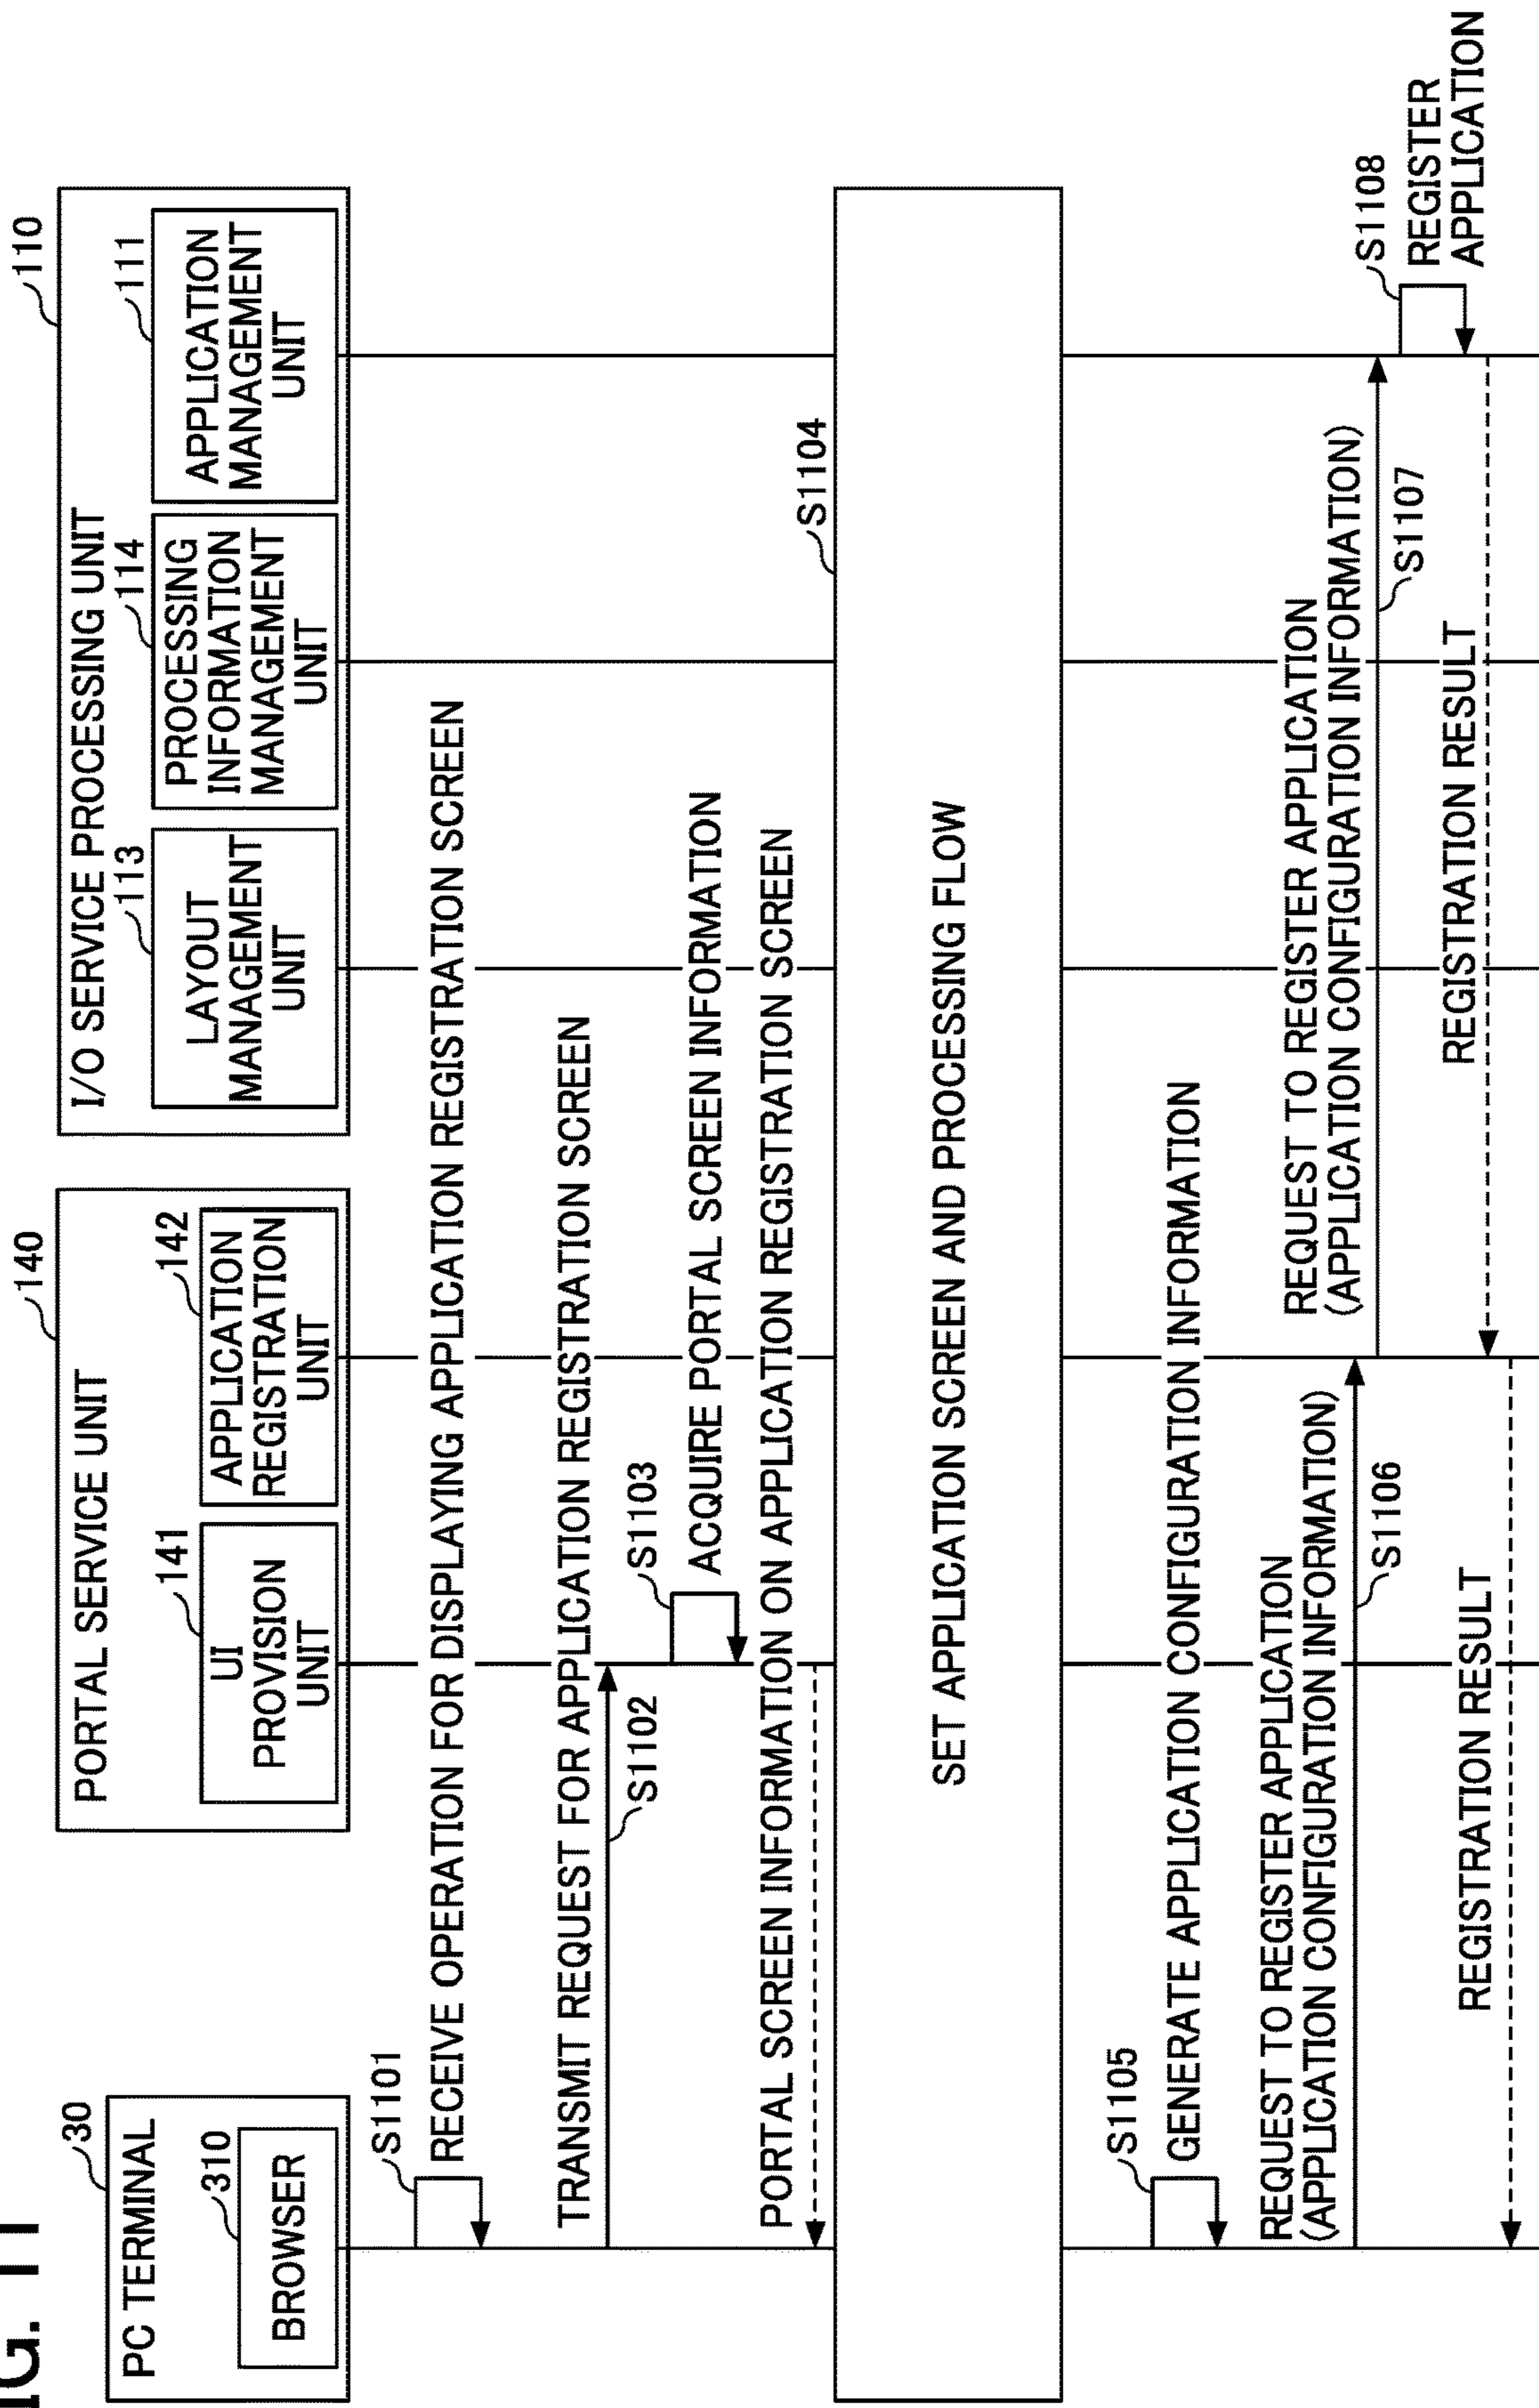 IG. 11
30
PC TERMINAL
310
BROWSER
140
PORTAL SERVICE UNIT
141
UI
PROVISION
UNIT
142
APPLICATION
REGISTRATION
UNIT
110
I/O SERVICE PROCESSING UNIT
113
LAYOUT
MANAGEMENT
UNIT
114
PROCESSING
INFORMATION
MANAGEMENT
UNIT
111
APPLICATION
MANAGEMENT
UNIT
S1101
RECEIVE OPERATION FOR DISPLAYING APPLICATION REGISTRATION SCREEN
TRANSMIT REQUEST FOR APPLICATION REGISTRATION SCREEN
S1102
S1103
ACQUIRE PORTAL SCREEN INFORMATION
PORTAL SCREEN INFORMATION ON APPLICATION REGISTRATION SCREEN
S1104
SET APPLICATION SCREEN AND PROCESSING FLOW
S1105
GENERATE APPLICATION CONFIGURATION INFORMATION
REQUEST TO REGISTER APPLICATION
(APPLICATION CONFIGURATION INFORMATION)
S1106
REQUEST TO REGISTER APPLICATION
(APPLICATION CONFIGURATION INFORMATION)
S1107
S1108
REGISTER
APPLICATION
REGISTRATION RESULT
REGISTRATION RESULT